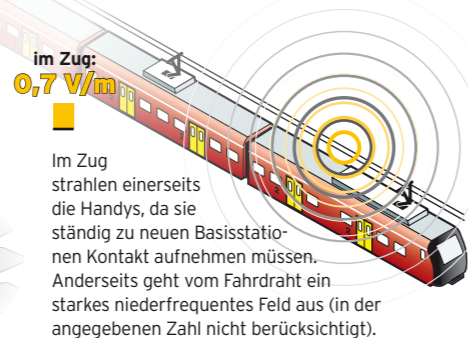 im Zug:
0,7 V/m
Im Zug
strahlen einerseits
die Handys, da sie
ständig zu neuen Basisstatio-
nen Kontakt aufnehmen müssen.
Anderseits geht vom Fahrdraht ein
starkes niederfrequentes Feld aus (in der
angegebenen Zahl nicht berücksichtigt).